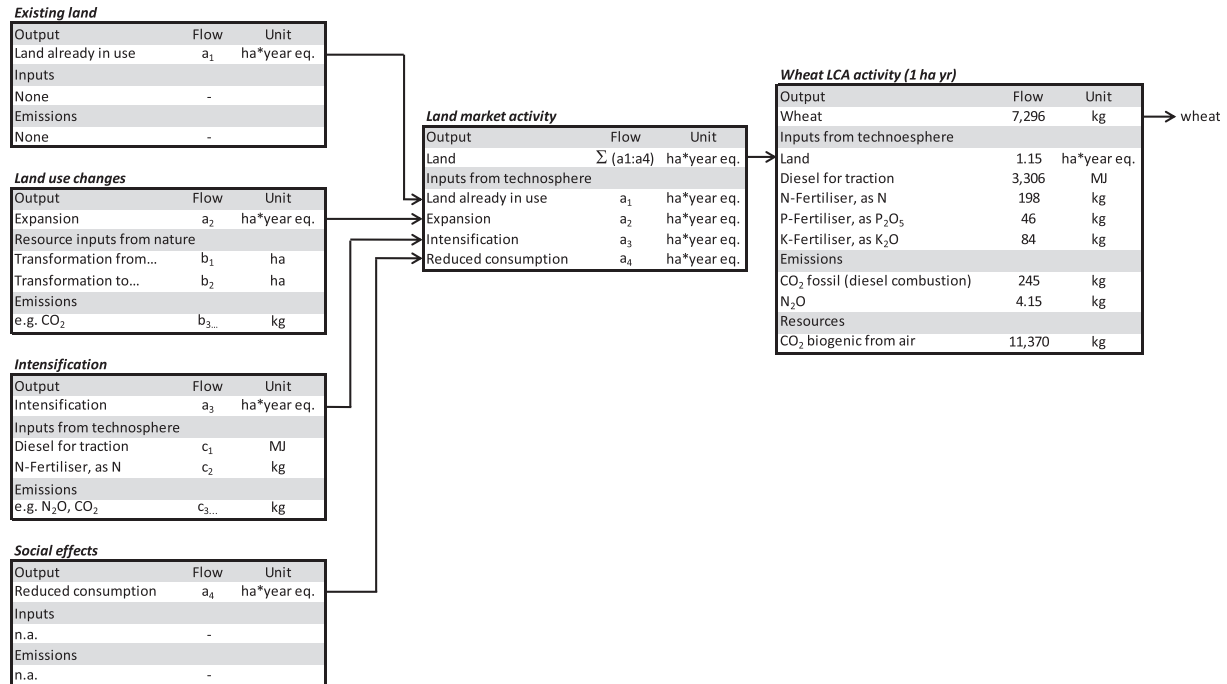 Existing land
Output Flow Unit
Land already in use a1 ha*year eq.
Inputs
None -
Emissions
None -
Land use changes
Output Flow Unit
Expansion a2 ha*year eq.
Resource inputs from nature
Transformation from… b1 ha
Transformation to… b2 ha
Emissions
e.g. CO2 b3… kg
Intensification
Output Flow Unit
Intensification a3 ha*year eq.
Inputs from technosphere
Diesel for traction c1 MJ
N-Fertiliser, as N c2 kg
Emissions
e.g. N2O, CO2 c3… kg
Social effects
Output Flow Unit
Reduced consumption a4 ha*year eq.
Inputs
n.a. -
Emissions
n.a. -
Land market activity
Output Flow Unit
Land Σ (a1:a4) ha*year eq.
Inputs from technosphere
Land already in use a1 ha*year eq.
Expansion a2 ha*year eq.
Intensification a3 ha*year eq.
Reduced consumption a4 ha*year eq.
Wheat LCA activity (1 ha yr)
Output Flow Unit
Wheat 7,296 kg
Inputs from technoesphere
Land 1.15 ha*year eq.
Diesel for traction 3,306 MJ
N-Fertiliser, as N 198 kg
P-Fertiliser, as P2O5 46 kg
K-Fertiliser, as K2O 84 kg
Emissions
CO2 fossil (diesel combustion) 245 kg
N2O 4.15 kg
Resources
CO2 biogenic from air 11,370 kg
wheat